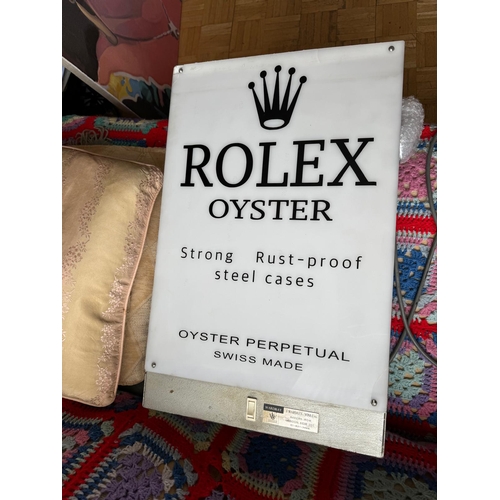 ROLEX
OYSTER
Strong Rust-proof
steel cases
OYSTER PERPETUAL
SWISS MADE